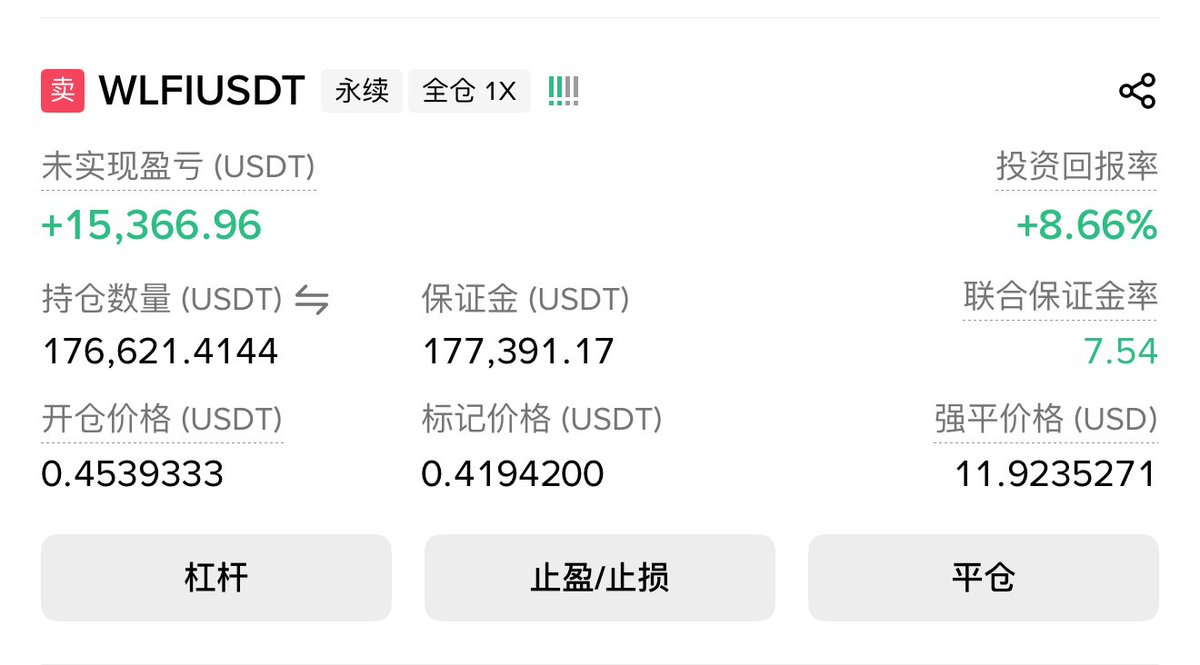 卖 WLFIUSDT 永续 全仓 1X
未实现盈亏 (USDT) 投资回报率
+15,366.96 +8.66%
持仓数量 (USDT) 保证金 (USDT) 联合保证金率
176,621.4144 177,391.17 7.54
开仓价格 (USDT) 标记价格 (USDT) 强平价格 (USD)
0.4539333 0.4194200 11.9235271
杠杆 止盈/止损 平仓